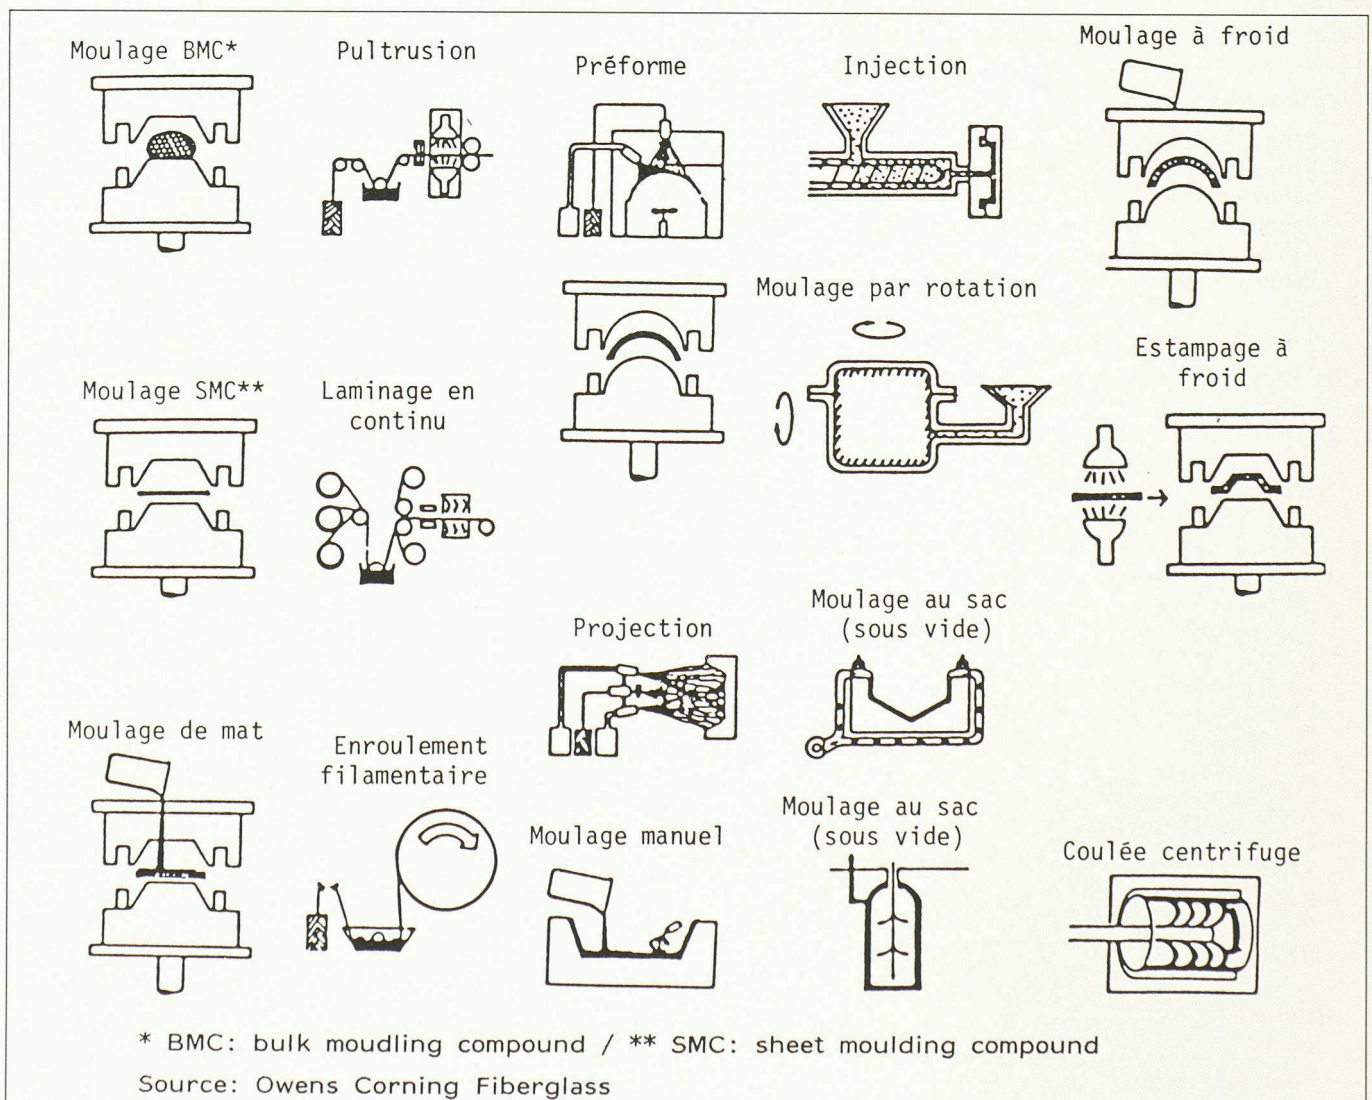 Moulage BMC*
Pultrusion
Préforme
Injection
Moulage à froid
Moulage par rotation
Estampage à
froid
Moulage SMC**
Laminage en
continu
Projection
Moulage au sac
(sous vide)
Moulage de mat
Enroulement
filamentaire
Moulage manuel
Moulage au sac
(sous vide)
Coulée centrifuge
* BMC: bulk moudling compound / ** SMC: sheet moulding compound
Source: Owens Corning Fiberglass